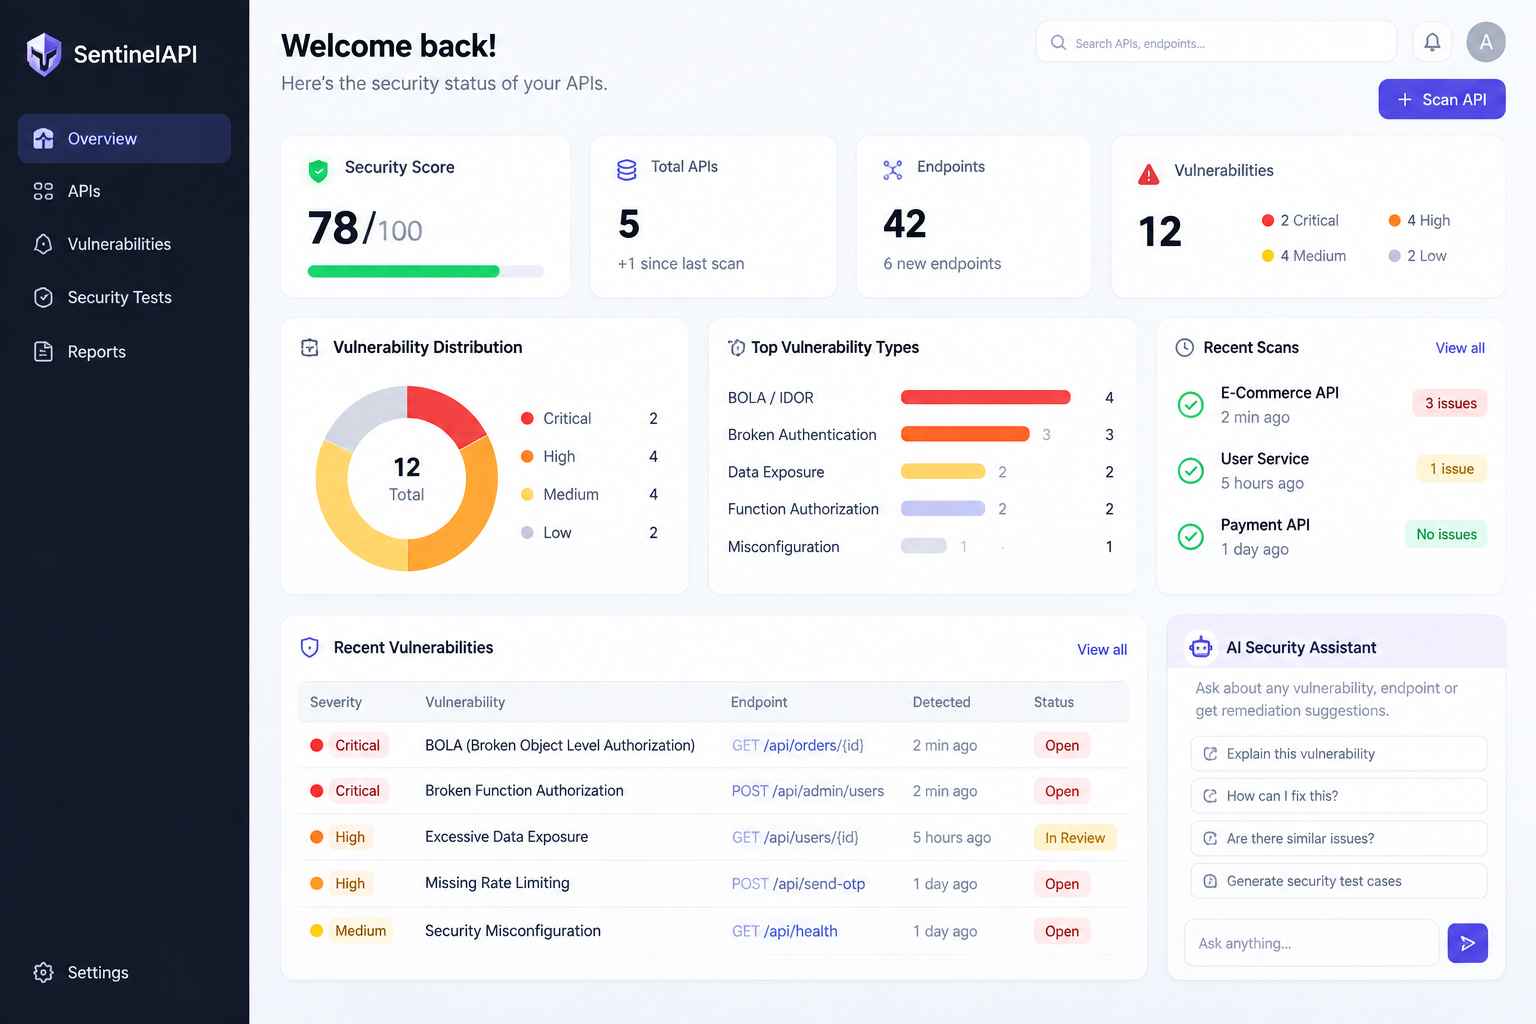 SentinelAPI
Overview
APIs
Vulnerabilities
Security Tests
Reports
Settings
Welcome back!
Here's the security status of your APIs.
Search APIs, endpoints...
A
+ Scan API
Security Score
78/100
Total APIs
5
+1 since last scan
Endpoints
42
6 new endpoints
Vulnerabilities
12
2 Critical
4 High
4 Medium
2 Low
Vulnerability Distribution
12
Total
Critical 2
High 4
Medium 4
Low 2
Top Vulnerability Types
BOLA / IDOR 4
Broken Authentication 3 3
Data Exposure 2 2
Function Authorization 2 2
Misconfiguration 1 1
Recent Scans
View all
E-Commerce API
2 min ago
3 issues
User Service
5 hours ago
1 issue
Payment API
1 day ago
No issues
Recent Vulnerabilities
View all
Severity Vulnerability Endpoint Detected Status
Critical BOLA (Broken Object Level Authorization) GET /api/orders/{id} 2 min ago Open
Critical Broken Function Authorization POST /api/admin/users 2 min ago Open
High Excessive Data Exposure GET /api/users/{id} 5 hours ago In Review
High Missing Rate Limiting POST /api/send-otp 1 day ago Open
Medium Security Misconfiguration GET /api/health 1 day ago Open
AI Security Assistant
Ask about any vulnerability, endpoint or
get remediation suggestions.
Explain this vulnerability
How can I fix this?
Are there similar issues?
Generate security test cases
Ask anything...